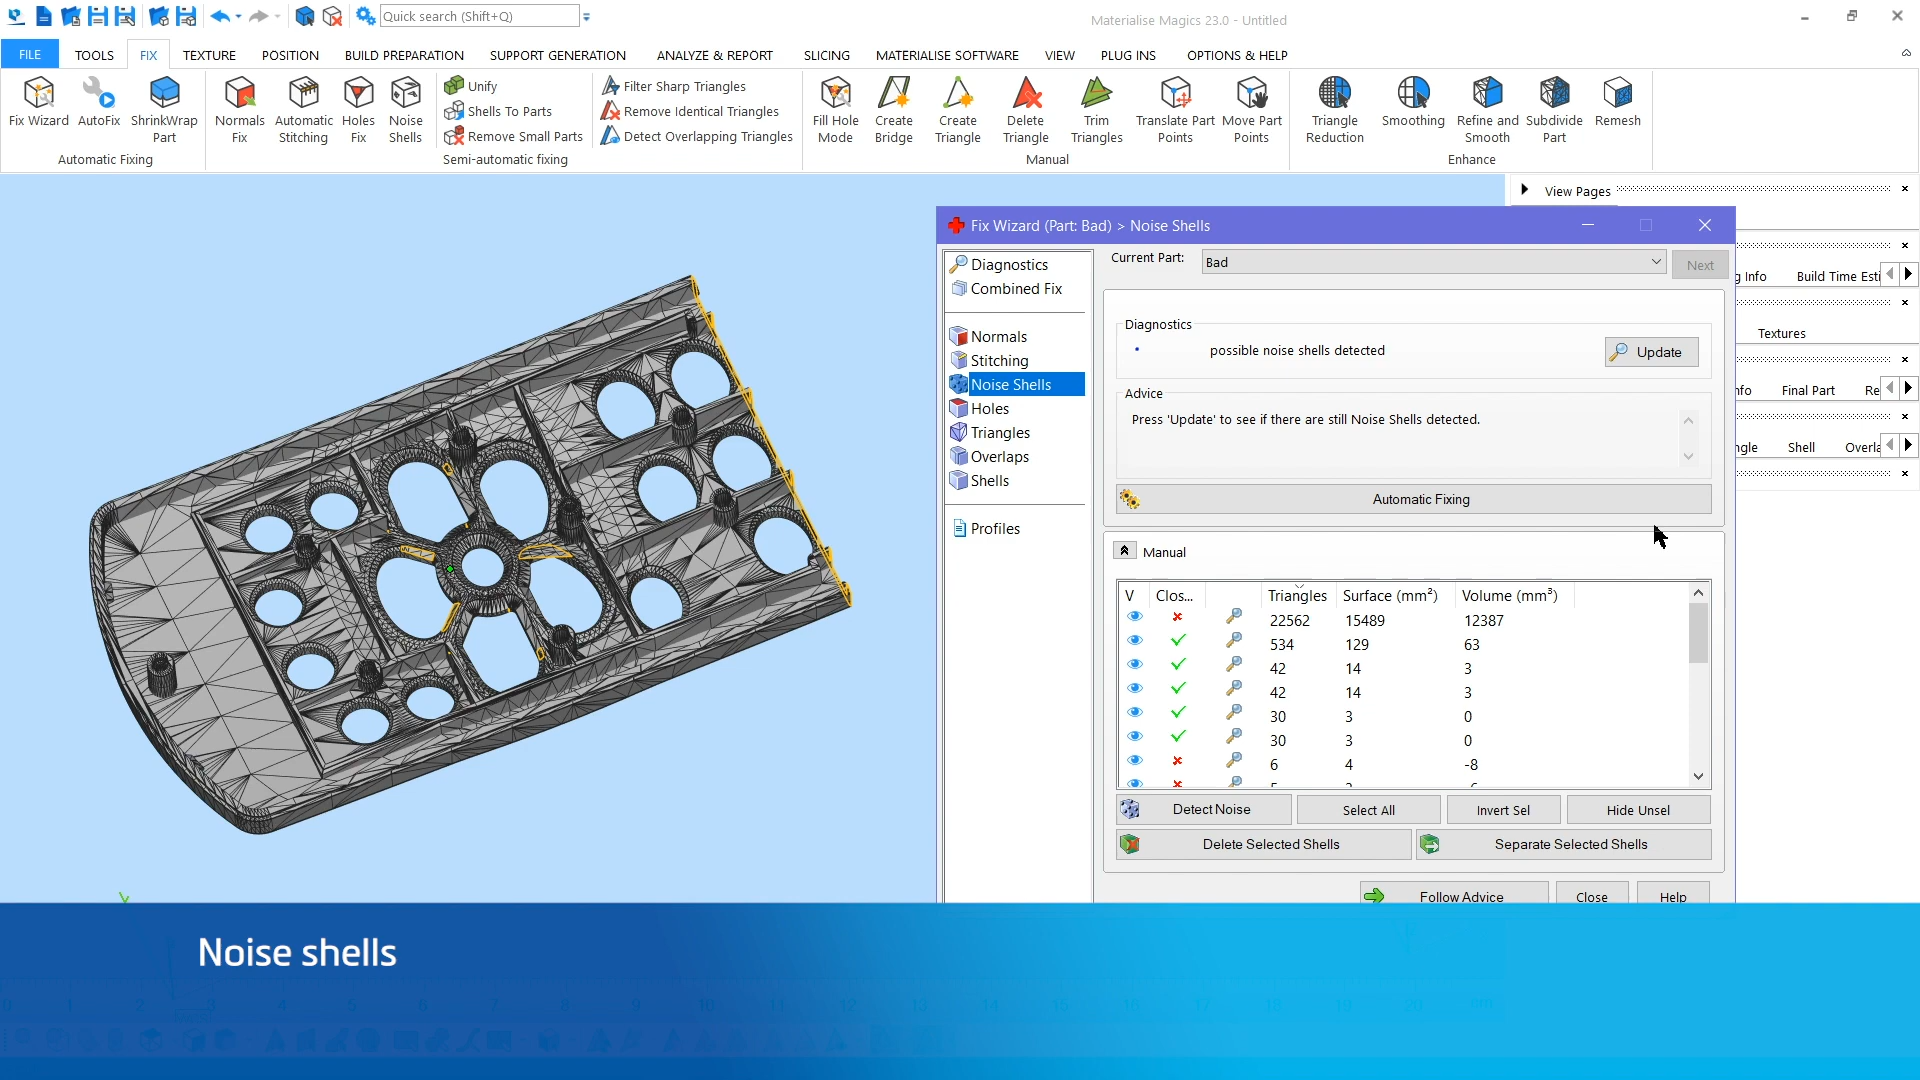 Quick search (Shift+Q)
Materialise Magics 23.0 - Untitled
FILE TOOLS FIX TEXTURE POSITION BUILD PREPARATION SUPPORT GENERATION ANALYZE & REPORT SLICING MATERIALISE SOFTWARE VIEW PLUG INS OPTIONS & HELP
Fix Wizard
AutoFix
ShrinkWrap
Part
Automatic Fixing
Normals
Fix
Automatic
Stitching
Holes
Fix
Noise
Shells
Unify
Shells To Parts
Remove Small Parts
Filter Sharp Triangles
Remove Identical Triangles
Detect Overlapping Triangles
Semi-automatic fixing
Fill Hole
Mode
Create
Bridge
Create
Triangle
Delete
Triangle
Trim
Triangles
Translate Part
Points
Move Part
Points
Manual
Triangle
Reduction
Smoothing
Refine and
Smooth
Subdivide
Part
Remesh
Enhance
View Pages
g Info Build Time Esti
Textures
nfo Final Part Re
ngle Shell Overla
Fix Wizard (Part: Bad) > Noise Shells
Diagnostics
Combined Fix
Normals
Stitching
Noise Shells
Holes
Triangles
Overlaps
Shells
Profiles
Current Part: Bad Next
Diagnostics
possible noise shells detected Update
Advice
Press 'Update' to see if there are still Noise Shells detected.
Automatic Fixing
Manual
V Clos... Triangles Surface (mm²) Volume (mm³)
22562 15489 12387
534 129 63
42 14 3
42 14 3
30 3 0
30 3 0
6 4 -8
Detect Noise Select All Invert Sel Hide Unsel
Delete Selected Shells Separate Selected Shells
Follow Advice Close Help
Noise shells